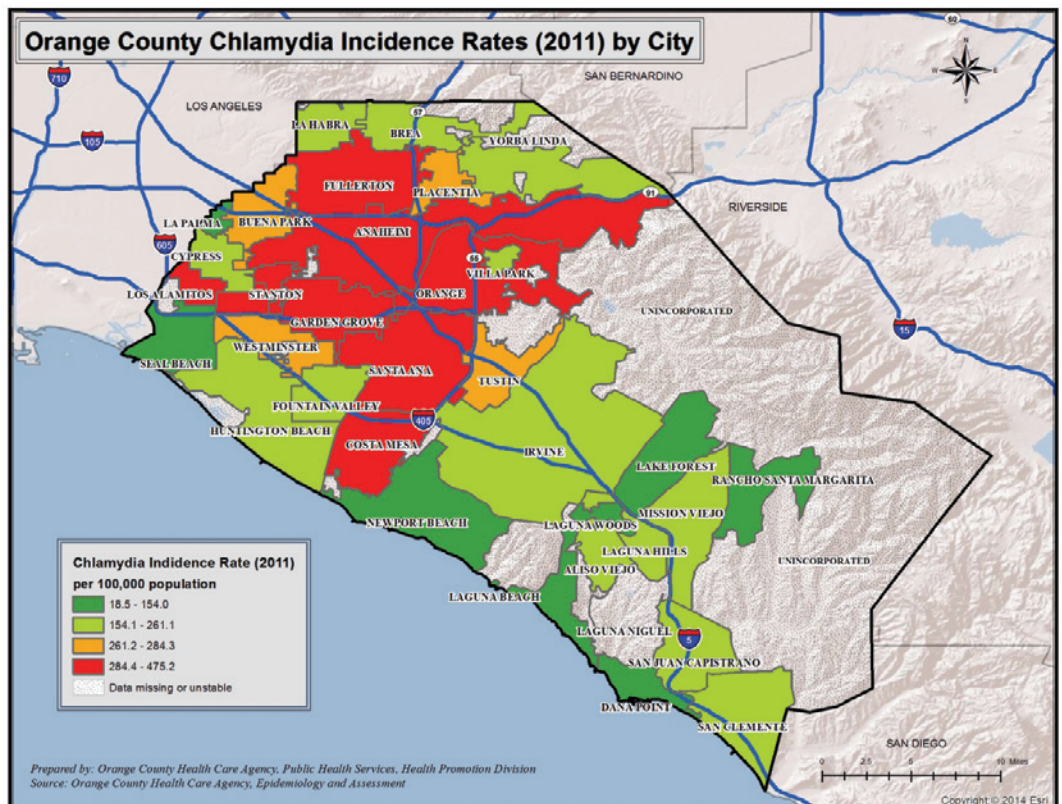 Orange County Chlamydia Incidence Rates (2011) by City
60
710
SAN BERNARDINO
LOS ANGELES
N
W E
S
57
105
LA HABRA
BREA
YORBA LINDA
FULLERTON
PLACENTIA
91
RIVERSIDE
LA PALMA
BUENA PARK
ANAHEIM
605
CYPRESS
55
VILLA PARK
LOS ALAMITOS
STANTON
ORANGE
UNINCORPORATED
GARDEN GROVE
15
WESTMINSTER
SEAL BEACH
SANTA ANA
TUSTIN
FOUNTAIN VALLEY
405
HUNTINGTON BEACH
COSTA MESA
IRVINE
LAKE FOREST
RANCHO SANTA MARGARITA
NEWPORT BEACH
LAGUNA WOODS
MISSION VIEJO
LAGUNA HILLS
UNINCORPORATED
ALISO VIEJO
LAGUNA BEACH
LAGUNA NIGUEL
5
SAN JUAN CAPISTRANO
DANA POINT
SAN CLEMENTE
SAN DIEGO
Chlamydia Indidence Rate (2011)
per 100,000 population
18.5 - 154.0
154.1 - 261.1
261.2 - 284.3
284.4 - 475.2
Data missing or unstable
Prepared by: Orange County Health Care Agency, Public Health Services, Health Promotion Division
Source: Orange County Health Care Agency, Epidemiology and Assessment
0 2.5 5 10 Miles
Copyright © 2014 Esri